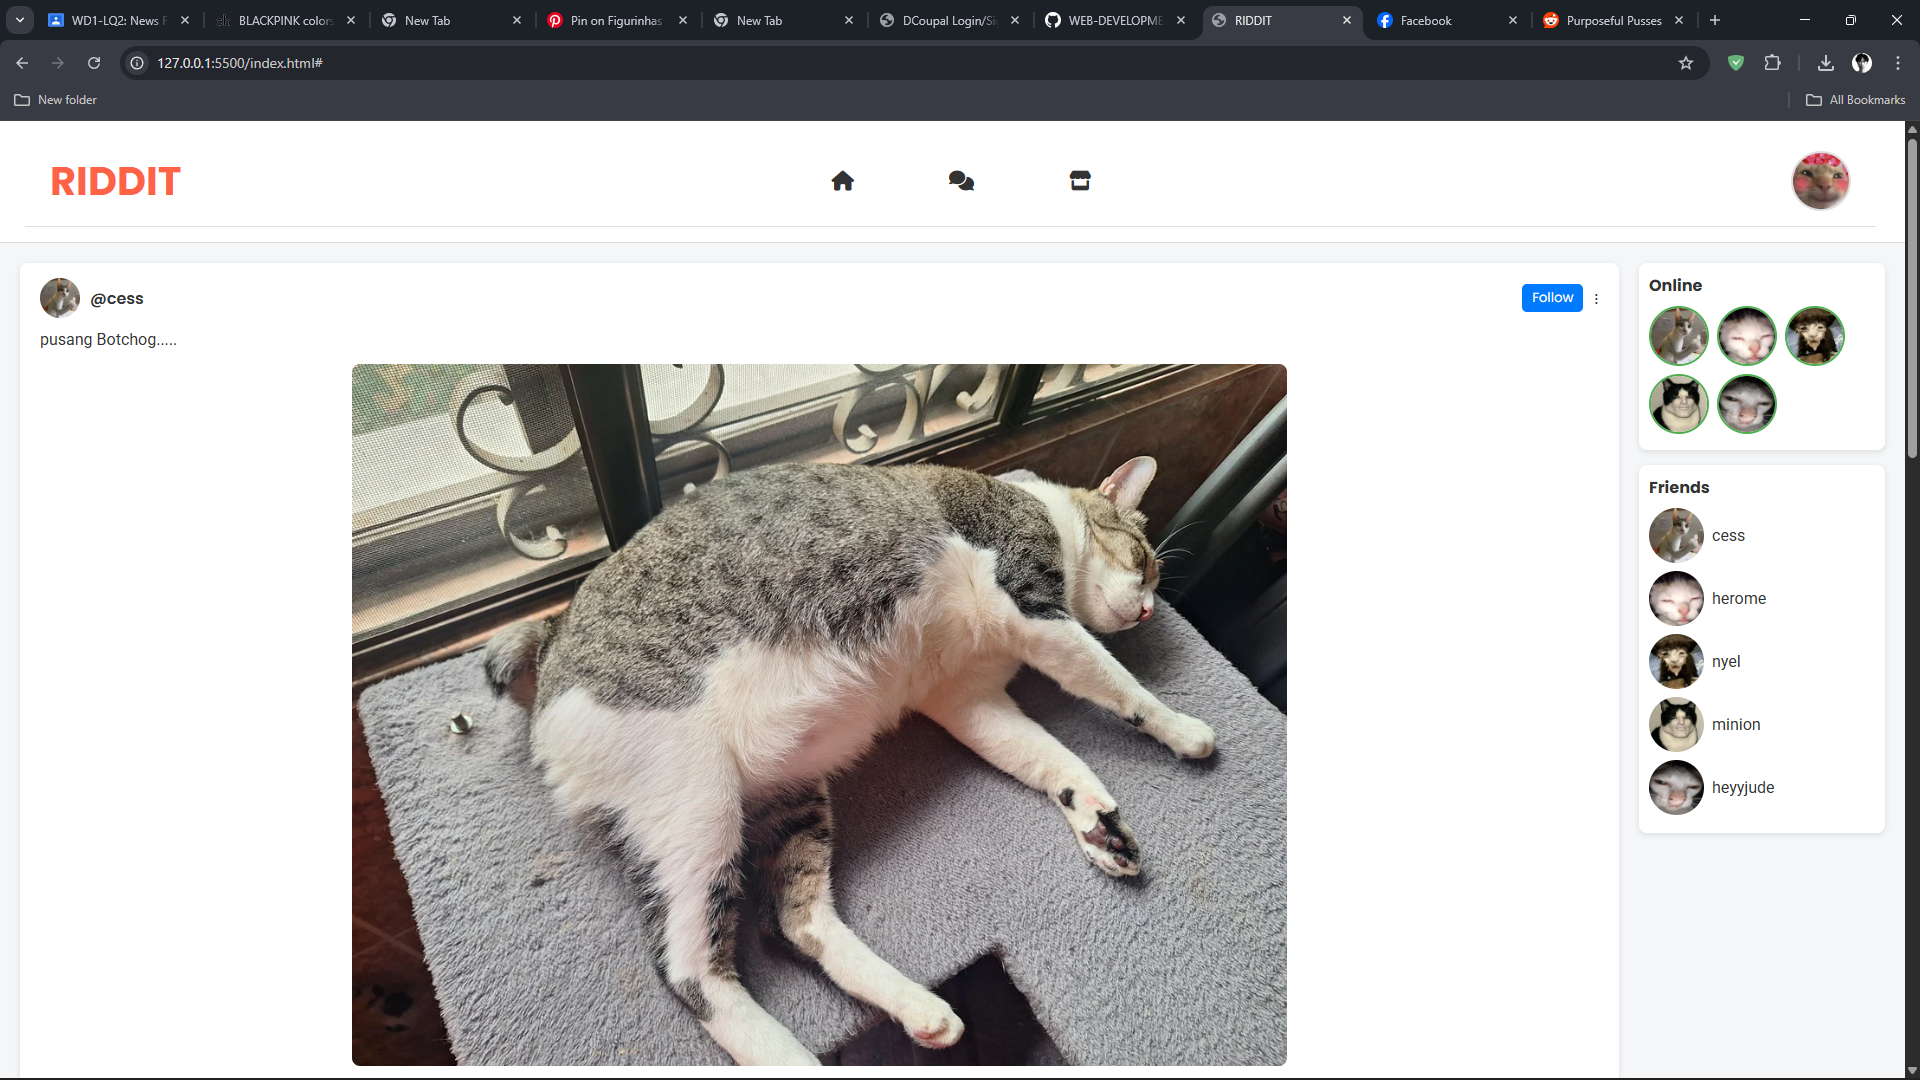 WD1-LQ2: News F
BLACKPINK colors
New Tab
Pin on Figurinhas
New Tab
DCoupal Login/Si
WEB-DEVELOPME
RIDDIT
Facebook
Purposeful Pusses
127.0.0.1:5500/index.html#
New folder
All Bookmarks
RIDDIT
@cess
Follow
pusang Botchog.....
Online
Friends
cess
herome
nyel
minion
heyyjude